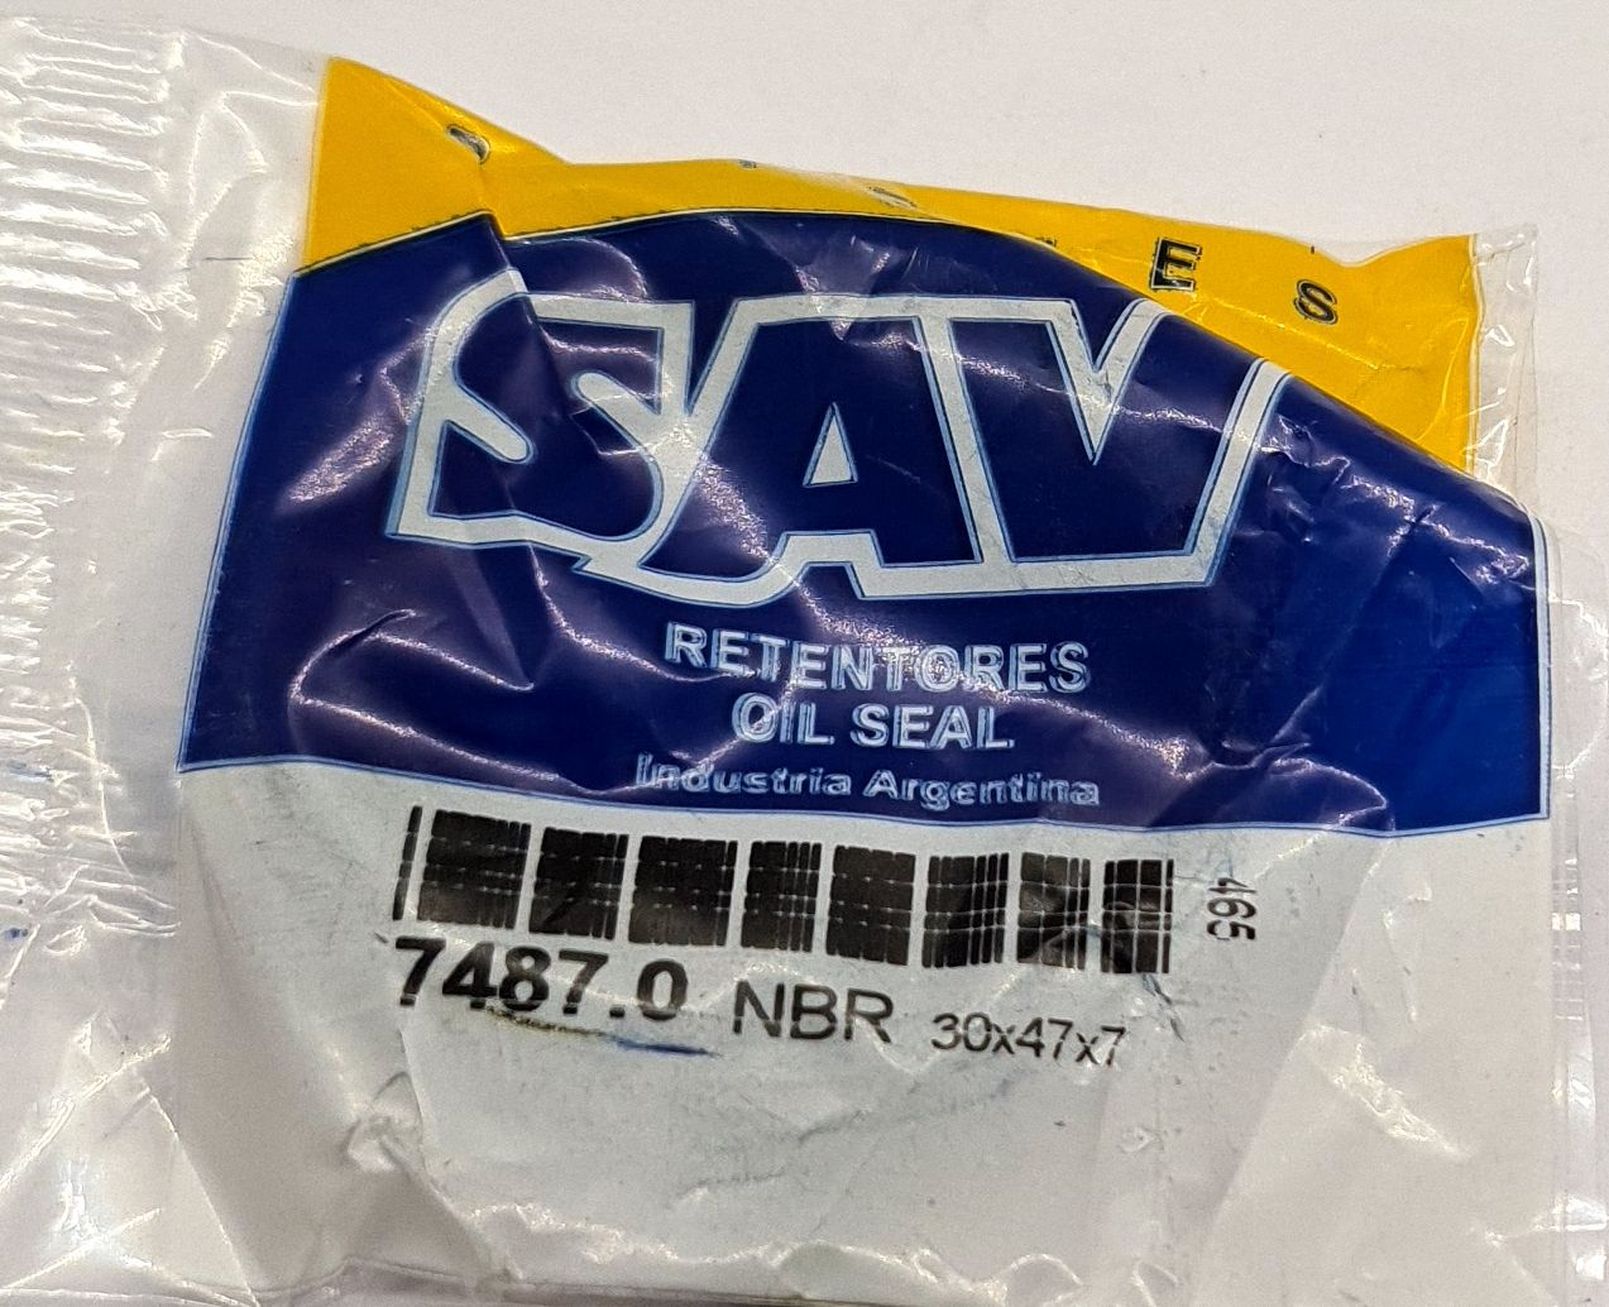 E S
SAV
RETENTORES
OIL SEAL
Industria Argentina
465
7487.0 NBR 30x47x7